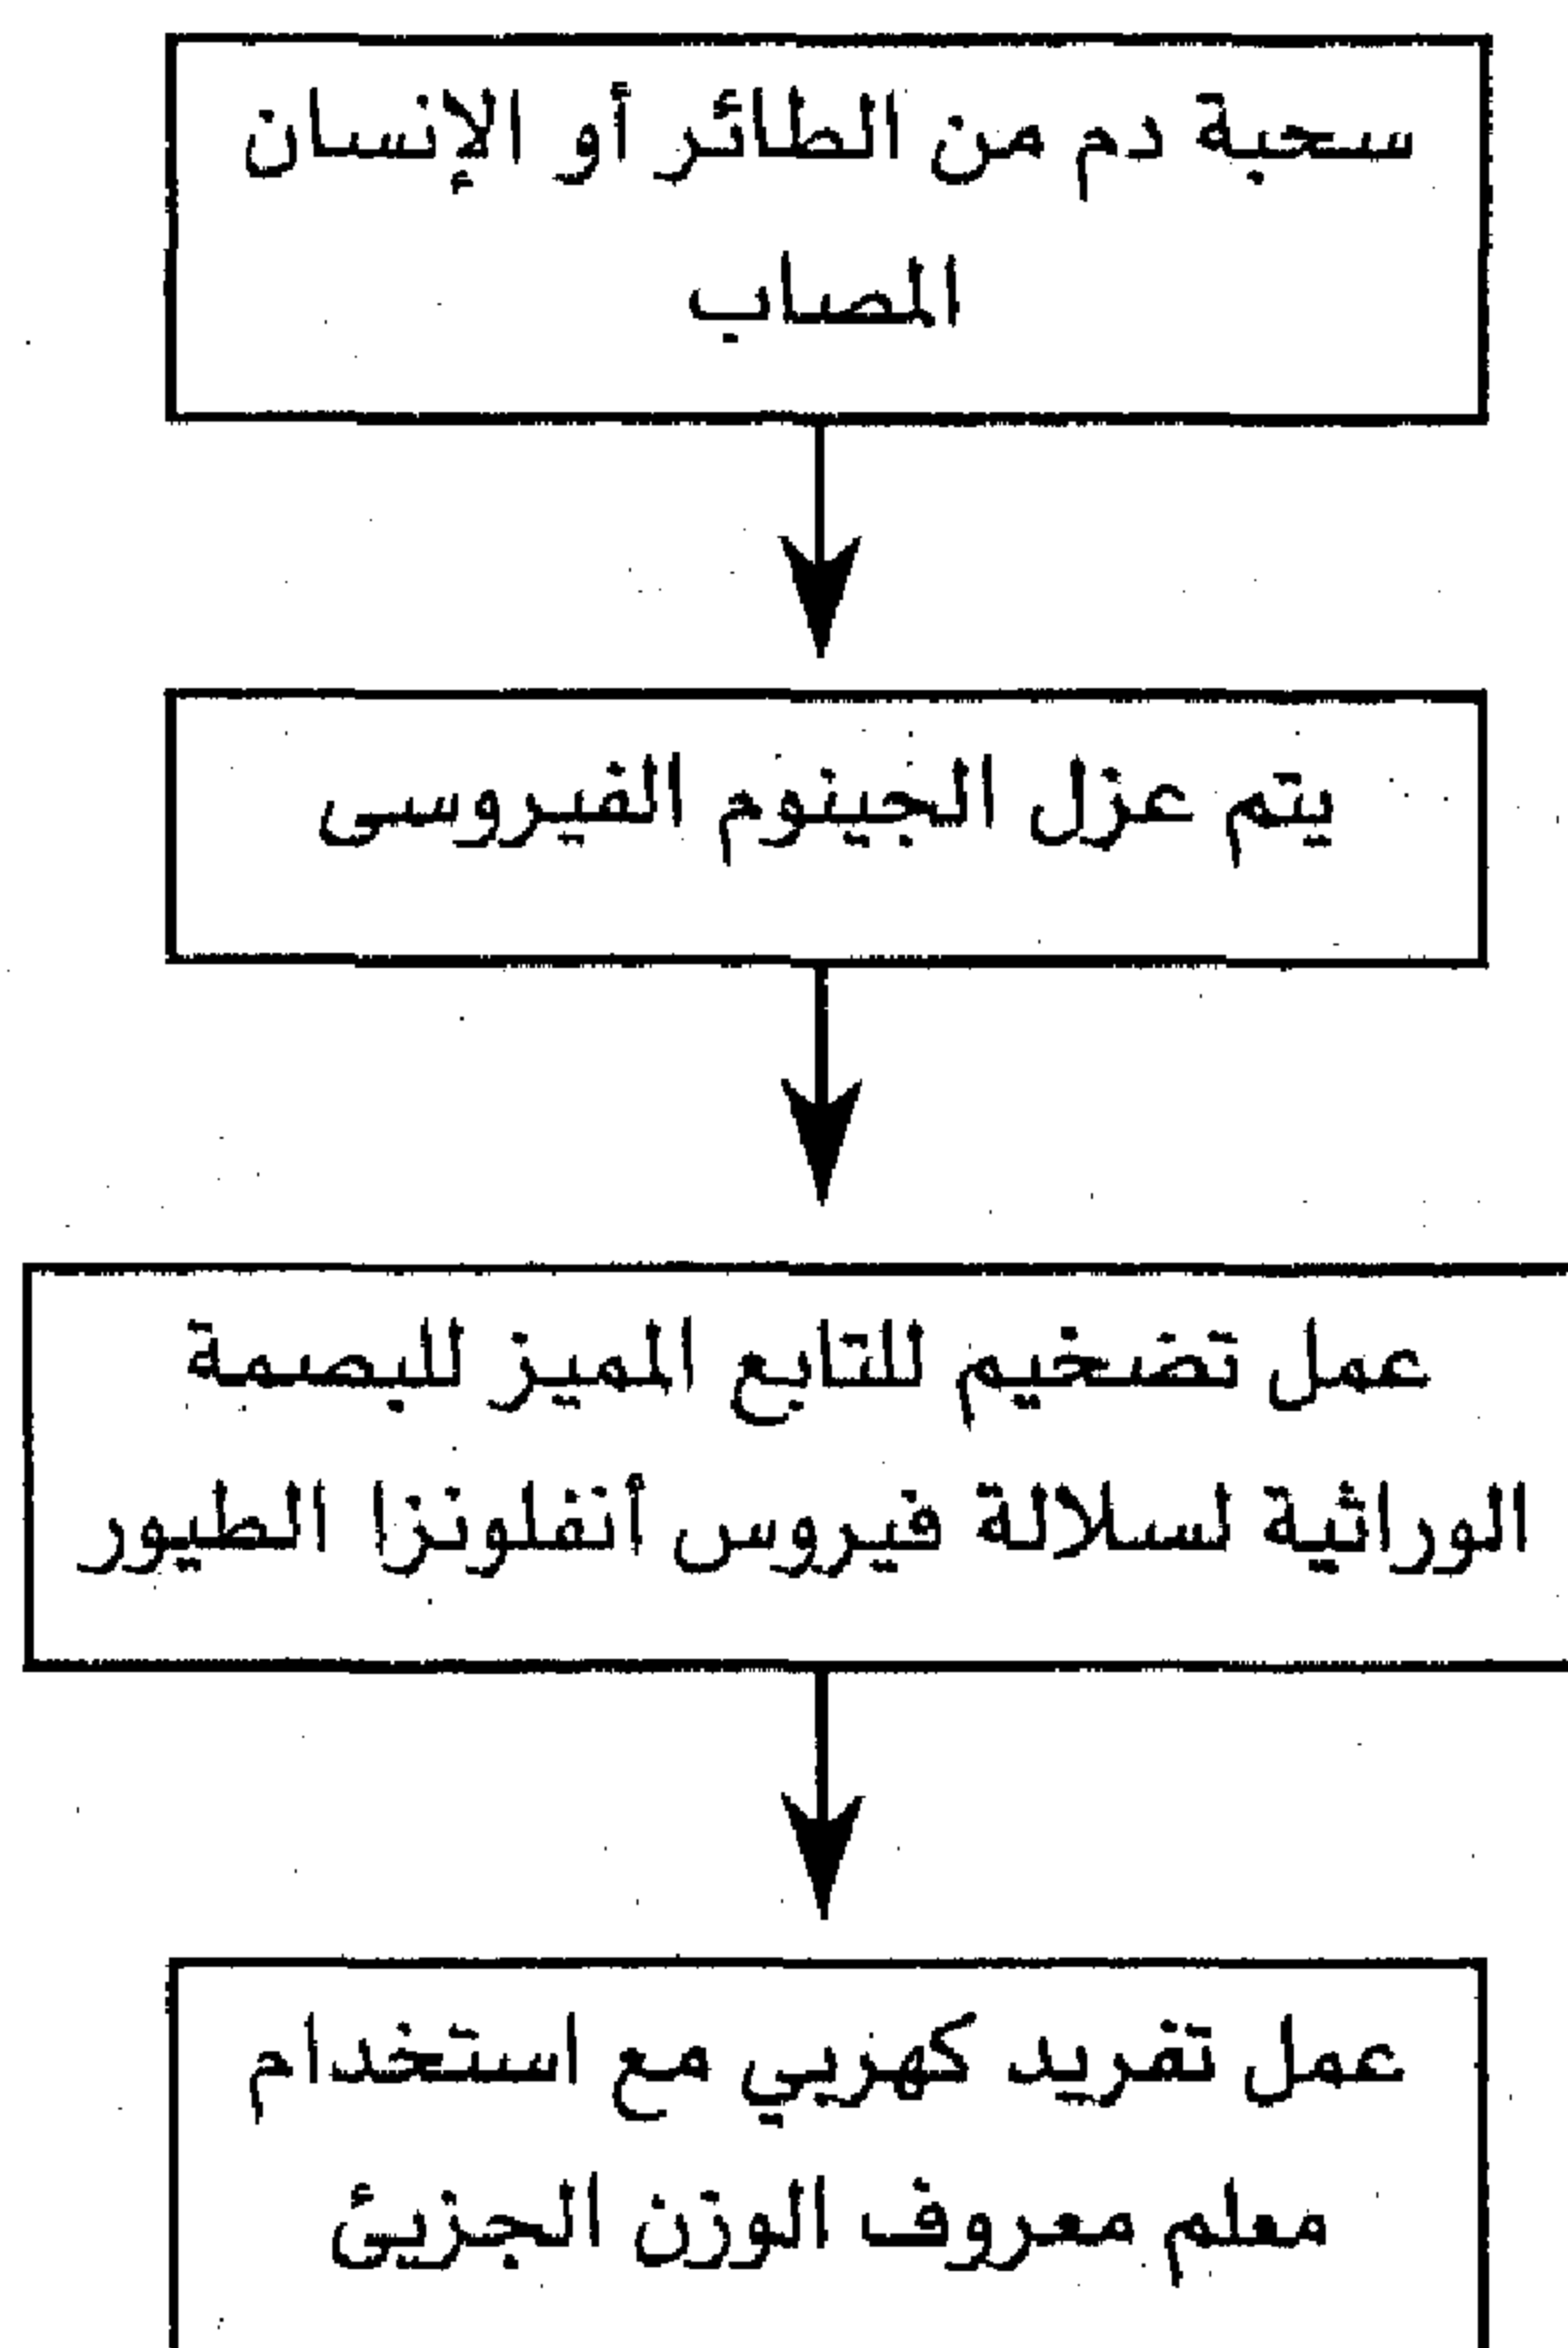 سحبة دم من الطائر أو الإنسان
المصاب
يتم عزل الجينوم الفيروسى
عمل تضخيم للتابع المميز للبصمة
الوراثية لسلالة فيروس أنفلونزا الطيور
عمل تفريد كهربي مع استخدام
معلم معروف الوزن الجزيئ